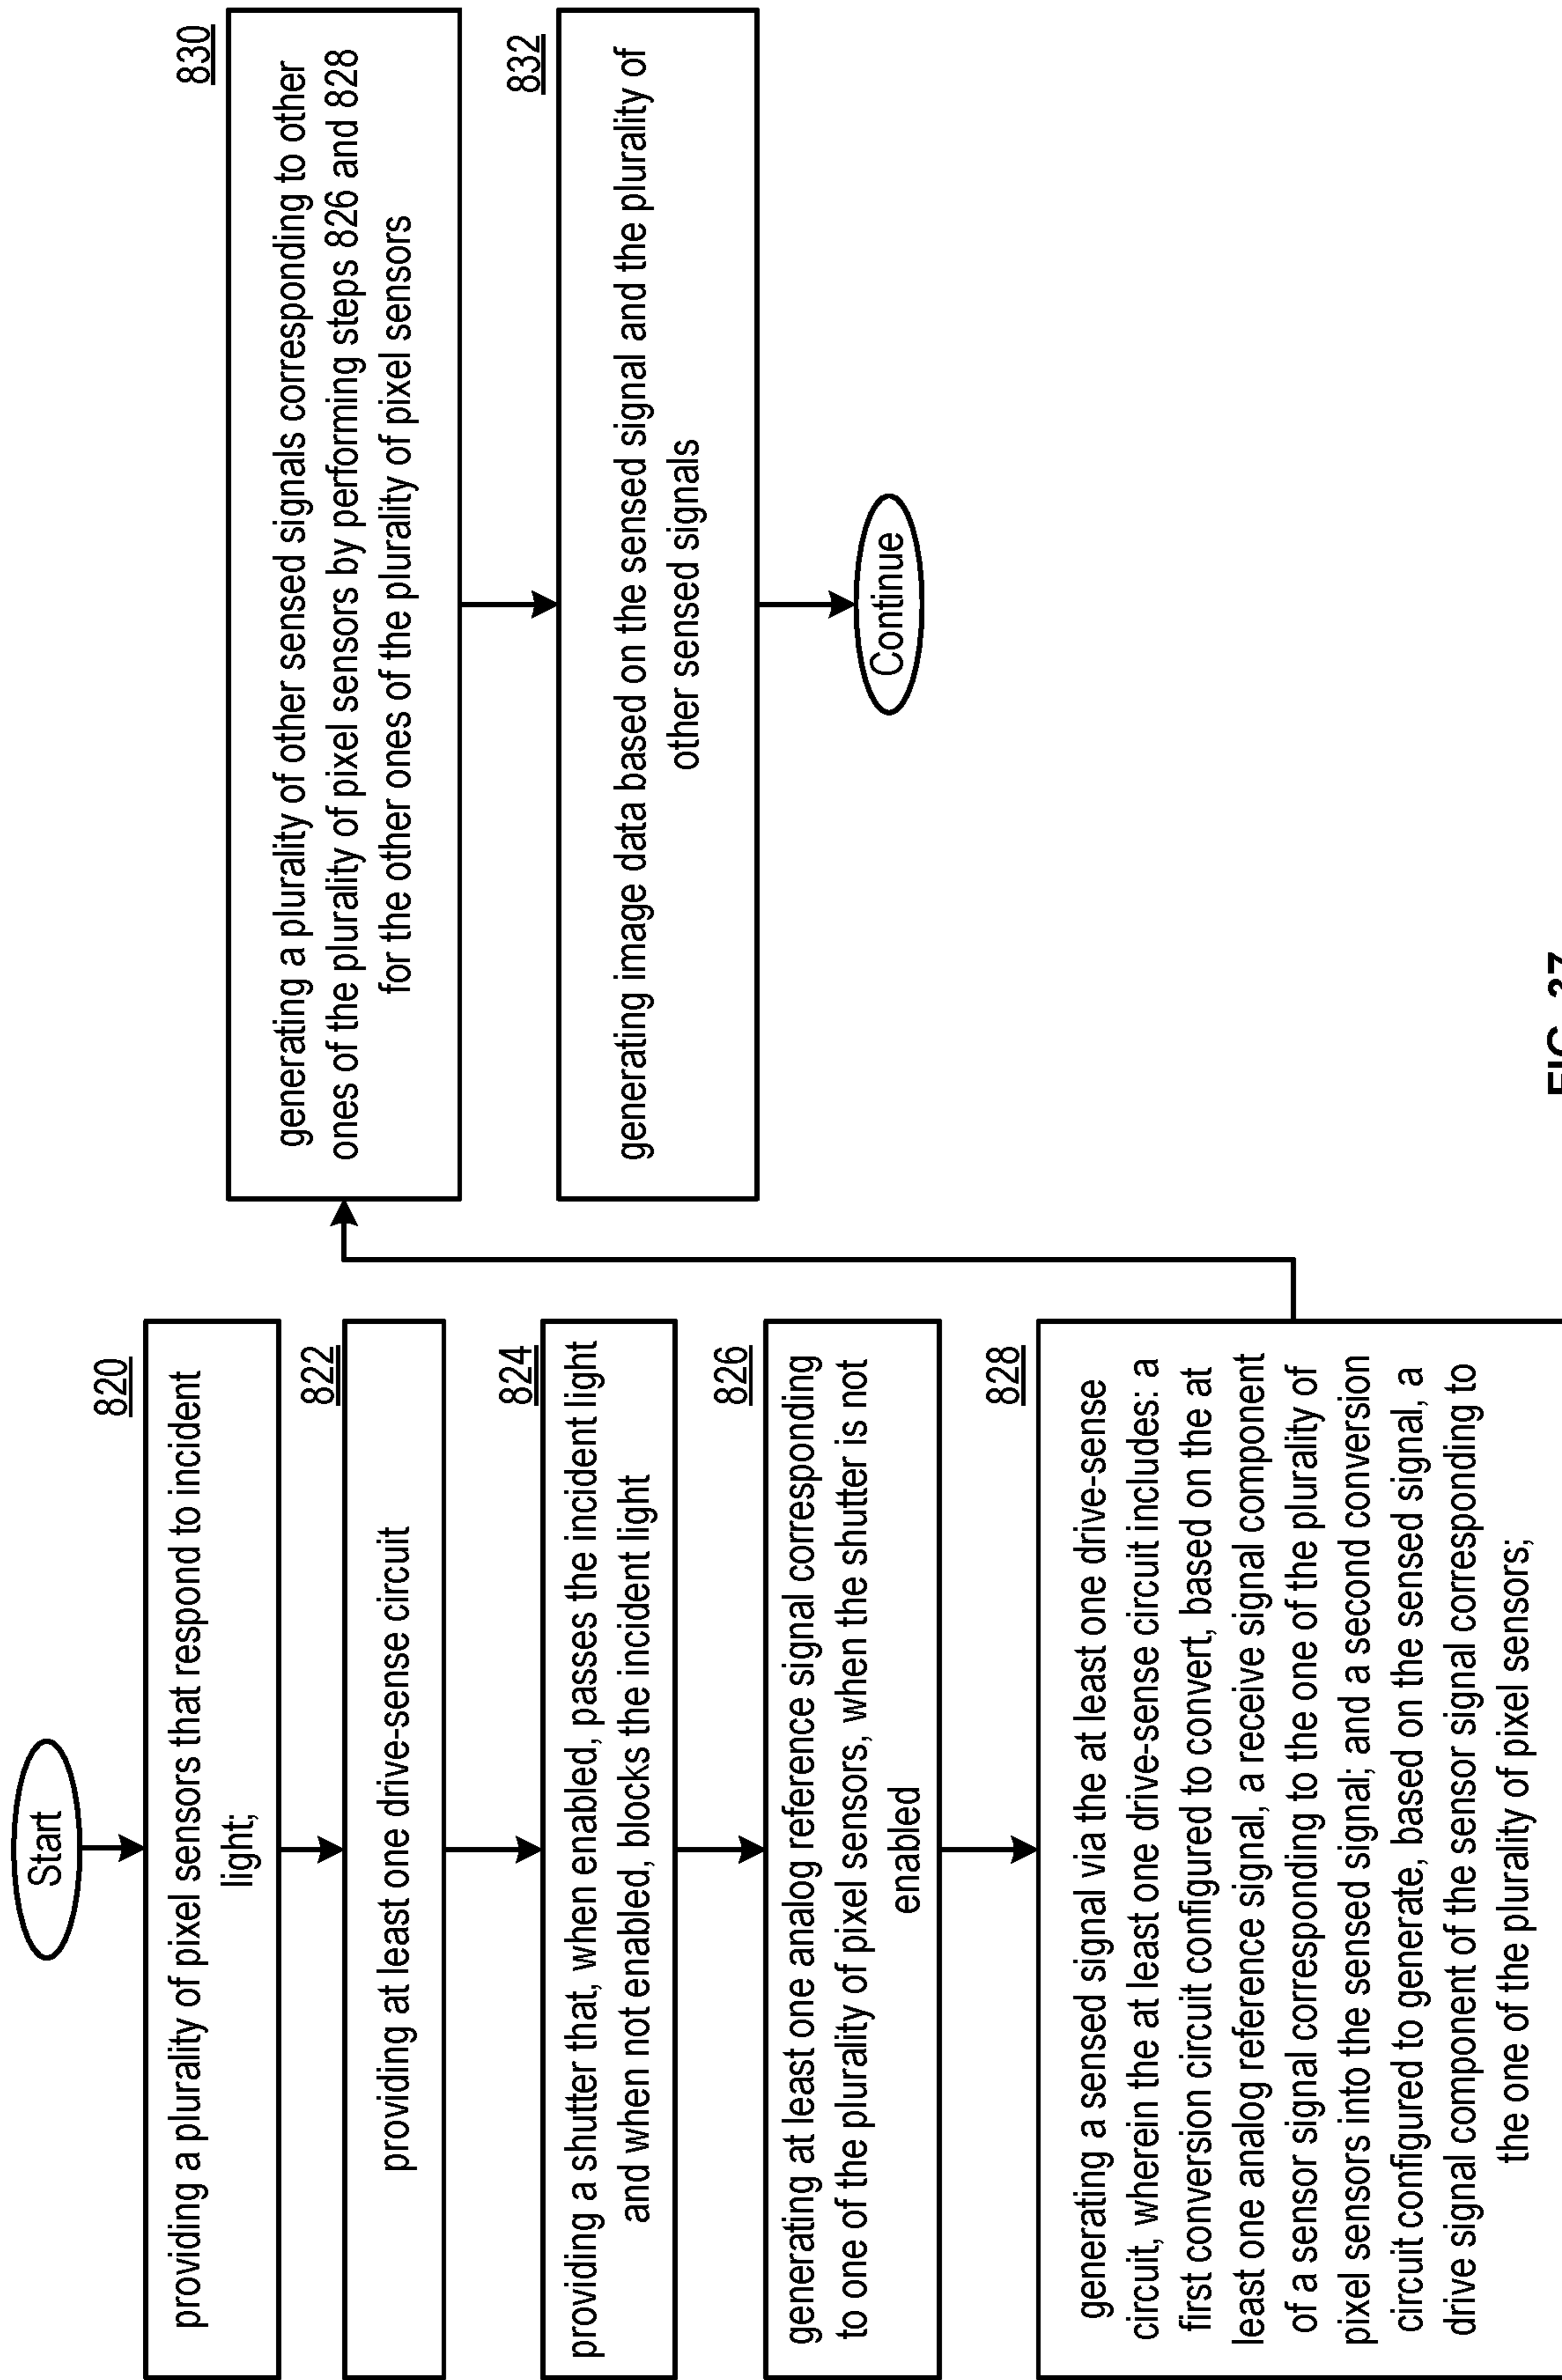 Start
820
providing a plurality of pixel sensors that respond to incident
light;
822
providing at least one drive-sense circuit
824
providing a shutter that, when enabled, passes the incident light
and when not enabled, blocks the incident light
826
generating at least one analog reference signal corresponding
to one of the plurality of pixel sensors, when the shutter is not
enabled
828
generating a sensed signal via the at least one drive-sense
circuit, wherein the at least one drive-sense circuit includes: a
first conversion circuit configured to convert, based on the at
least one analog reference signal, a receive signal component
of a sensor signal corresponding to the one of the plurality of
pixel sensors into the sensed signal; and a second conversion
circuit configured to generate, based on the sensed signal, a
drive signal component of the sensor signal corresponding to
the one of the plurality of pixel sensors;
830
generating a plurality of other sensed signals corresponding to other
ones of the plurality of pixel sensors by performing steps 826 and 828
for the other ones of the plurality of pixel sensors
832
generating image data based on the sensed signal and the plurality of
other sensed signals
Continue